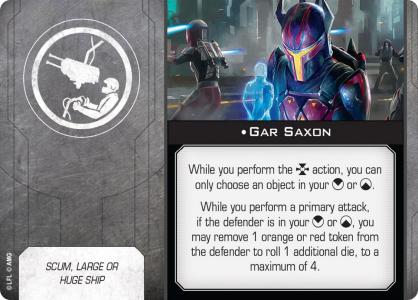 • GAR SAXON
While you perform the action, you can
only choose an object in your or .
While you perform a primary attack,
if the defender is in your or , you
may remove 1 orange or red token from
the defender to roll 1 additional die, to a
maximum of 4.
SCUM, LARGE OR
HUGE SHIP
© LFL © AMG